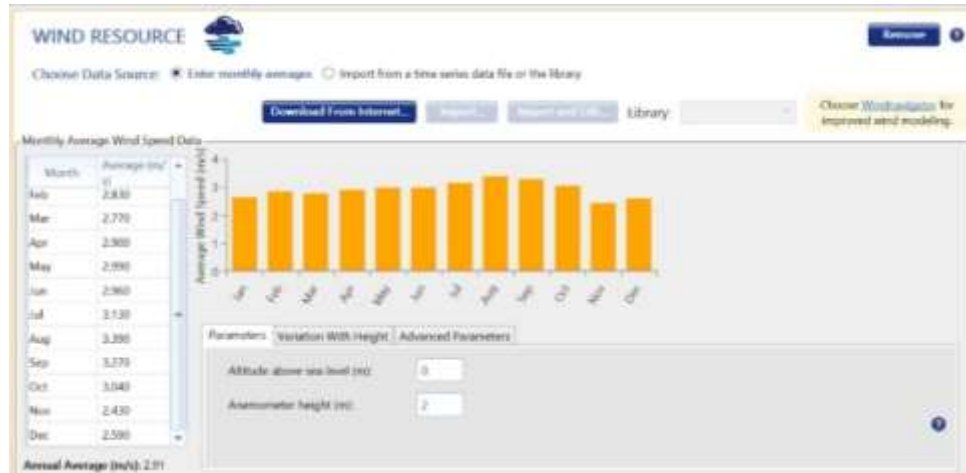 WIND RESOURCE
Remove
Choose Data Source: Enter monthly averages Import from a time series data file or the library
Download From Internet... Import... Library:
Choose Windnavigator for
improved wind modeling.
Monthly Average Wind Speed Data
Month Average (m/
Feb 2.830
Mar 2.770
Apr 2.900
May 2.990
Jun 2.960
Jul 3.130
Aug 3.390
Sep 3.270
Oct 3.040
Nov 2.430
Dec 2.590
Annual Average (m/s): 2.91
Average Wind Speed (m/s)
4
3
2
1
0
Jan Feb Mar Apr May Jun Jul Aug Sep Oct Nov Dec
Parameters Variation With Height Advanced Parameters
Altitude above sea level (m): 0
Anemometer height (m): 2